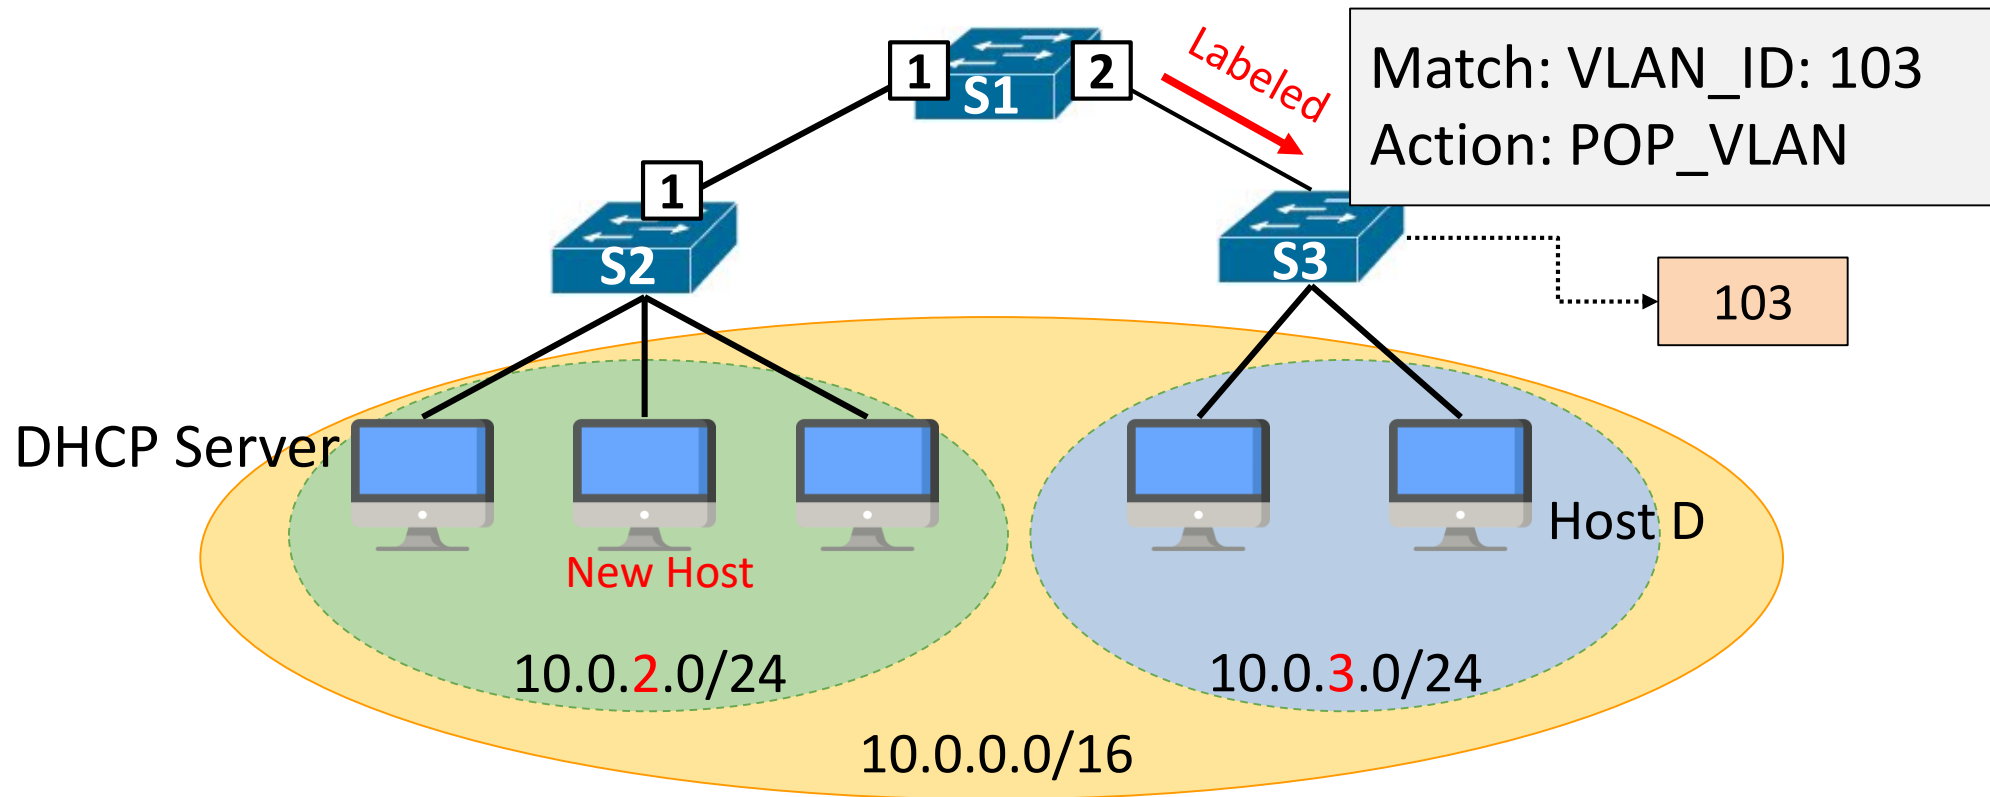 1
S1
2
Labeled
Match: VLAN_ID: 103
Action: POP_VLAN
1
S2
S3
103
DHCP Server
New Host
Host D
10.0.2.0/24
10.0.3.0/24
10.0.0.0/16